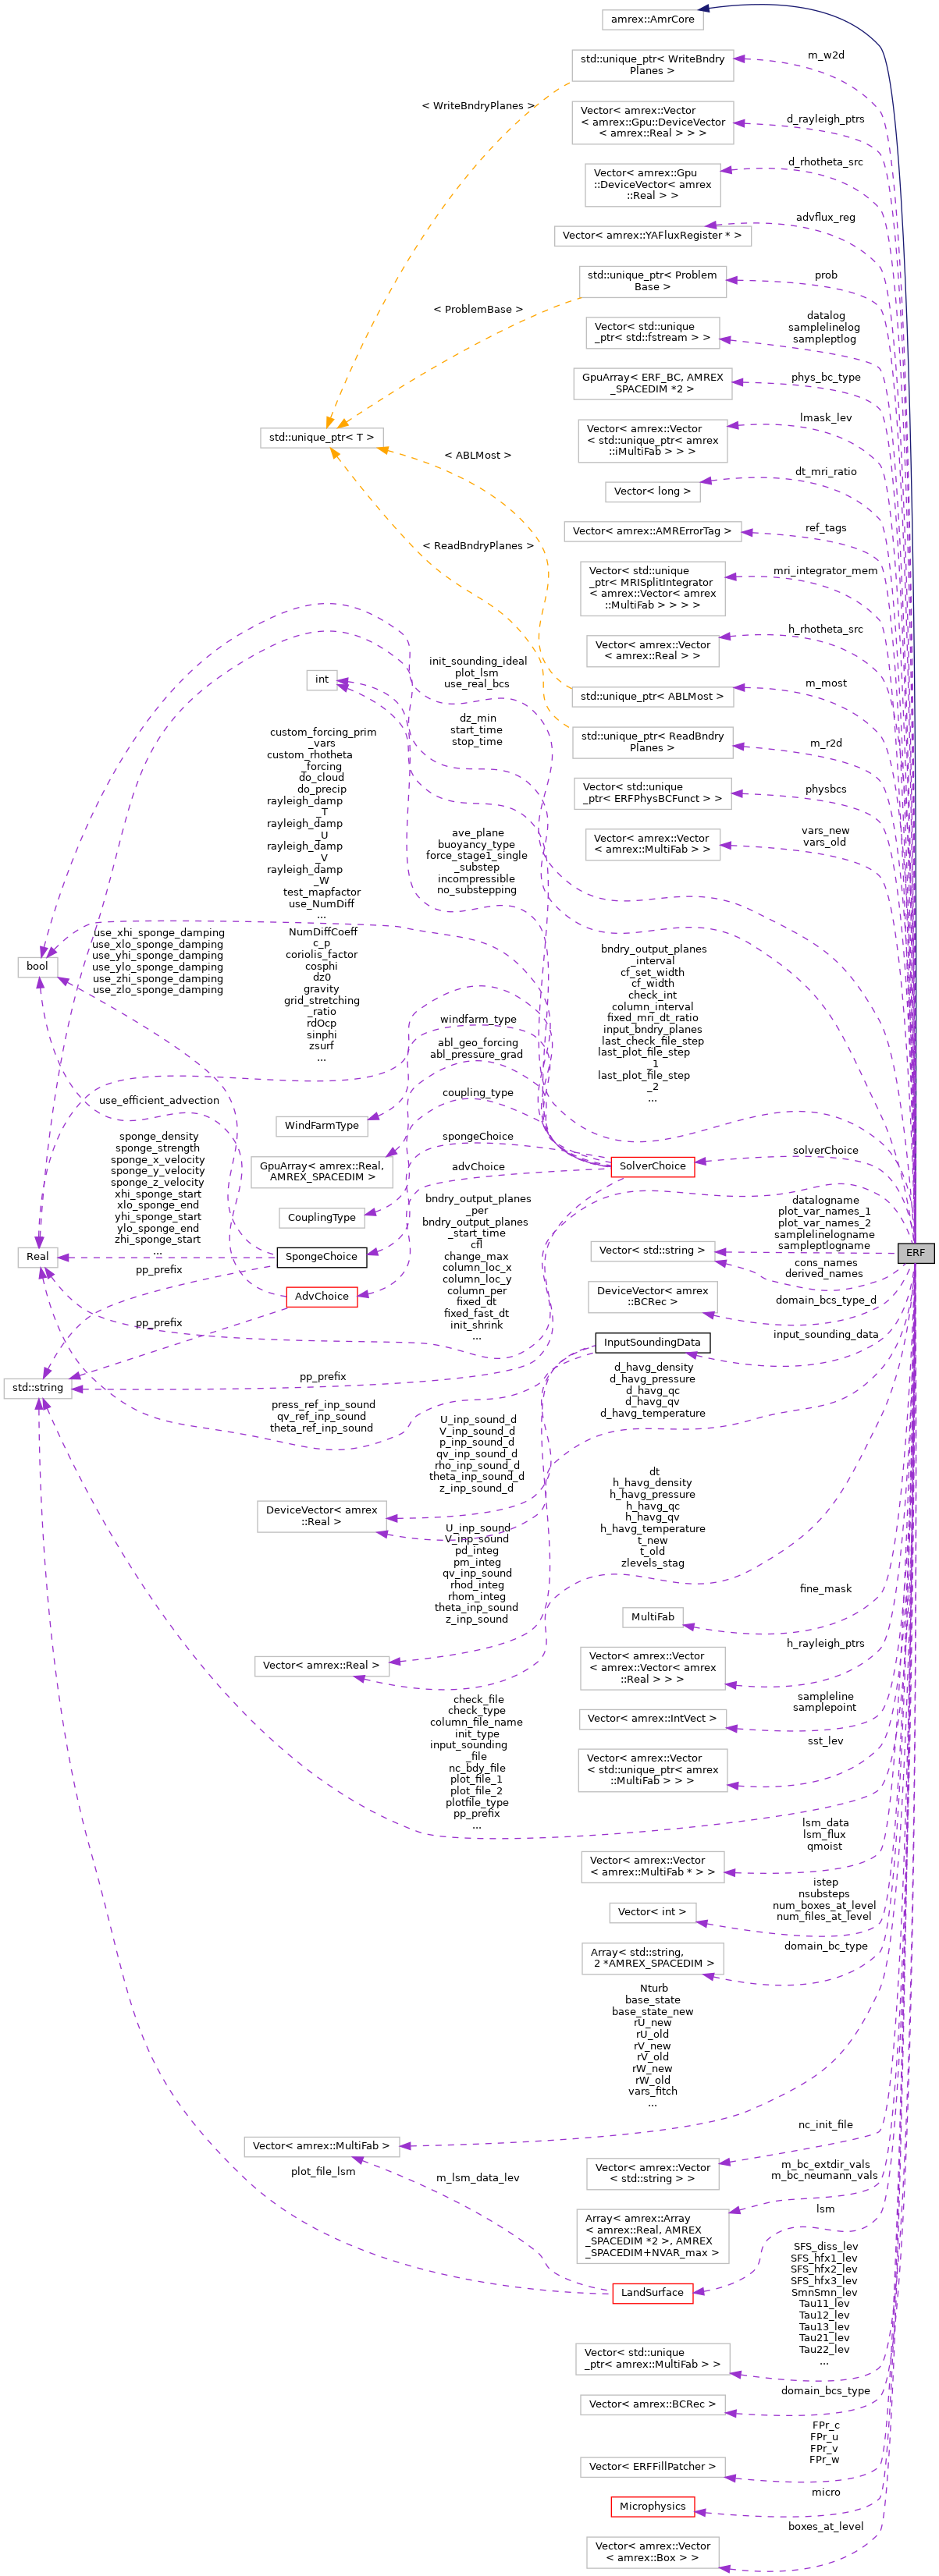 amrex::AmrCore
std::unique_ptr< WriteBndry
Planes >
m_w2d
< WriteBndryPlanes >
Vector< amrex::Vector
< amrex::Gpu::DeviceVector
< amrex::Real > > >
d_rayleigh_ptrs
Vector< amrex::Gpu
::DeviceVector< amrex
::Real > >
d_rhotheta_src
Vector< amrex::YAFluxRegister * >
advflux_reg
std::unique_ptr< Problem
Base >
prob
< ProblemBase >
Vector< std::unique
_ptr< std::fstream > >
datalog
samplelinelog
sampleptlog
GpuArray< ERF_BC, AMREX
_SPACEDIM *2 >
phys_bc_type
std::unique_ptr< T >
Vector< amrex::Vector
< std::unique_ptr< amrex
::iMultiFab > > >
lmask_lev
< ABLMost >
Vector< long >
dt_mri_ratio
Vector< amrex::AMRErrorTag >
ref_tags
< ReadBndryPlanes >
Vector< std::unique
_ptr< MRISplitIntegrator
< amrex::Vector< amrex
::MultiFab > > > >
mri_integrator_mem
Vector< amrex::Vector
< amrex::Real > >
h_rhotheta_src
int
init_sounding_ideal
plot_lsm
use_real_bcs
std::unique_ptr< ABLMost >
m_most
dz_min
start_time
stop_time
std::unique_ptr< ReadBndry
Planes >
m_r2d
custom_forcing_prim
_vars
custom_rhotheta
_forcing
do_cloud
do_precip
rayleigh_damp
_T
rayleigh_damp
_U
rayleigh_damp
_V
rayleigh_damp
_W
test_mapfactor
use_NumDiff
...
Vector< std::unique
_ptr< ERFPhysBCFunct > >
physbcs
ave_plane
buoyancy_type
force_stage1_single
_substep
incompressible
no_substepping
Vector< amrex::Vector
< amrex::MultiFab > >
vars_new
vars_old
bool
use_xhi_sponge_damping
use_xlo_sponge_damping
use_yhi_sponge_damping
use_ylo_sponge_damping
use_zhi_sponge_damping
use_zlo_sponge_damping
NumDiffCoeff
c_p
coriolis_factor
cosphi
dz0
gravity
grid_stretching
_ratio
rdOcp
sinphi
zsurf
...
bndry_output_planes
_interval
cf_set_width
cf_width
check_int
column_interval
fixed_mri_dt_ratio
input_bndry_planes
last_check_file_step
last_plot_file_step
_1
last_plot_file_step
_2
...
windfarm_type
abl_geo_forcing
abl_pressure_grad
use_efficient_advection
WindFarmType
coupling_type
GpuArray< amrex::Real,
AMREX_SPACEDIM >
spongeChoice
advChoice
SolverChoice
solverChoice
sponge_density
sponge_strength
sponge_x_velocity
sponge_y_velocity
sponge_z_velocity
xhi_sponge_start
xlo_sponge_end
yhi_sponge_start
ylo_sponge_end
zhi_sponge_start
...
CouplingType
bndry_output_planes
_per
bndry_output_planes
_start_time
cfl
change_max
column_loc_x
column_loc_y
column_per
fixed_dt
fixed_fast_dt
init_shrink
...
datalogname
plot_var_names_1
plot_var_names_2
samplelinelogname
sampleptlogname
Real
SpongeChoice
Vector< std::string >
ERF
pp_prefix
cons_names
derived_names
AdvChoice
DeviceVector< amrex
::BCRec >
domain_bcs_type_d
pp_prefix
InputSoundingData
input_sounding_data
std::string
pp_prefix
d_havg_density
d_havg_pressure
d_havg_qc
d_havg_qv
d_havg_temperature
press_ref_inp_sound
qv_ref_inp_sound
theta_ref_inp_sound
U_inp_sound_d
V_inp_sound_d
p_inp_sound_d
qv_inp_sound_d
rho_inp_sound_d
theta_inp_sound_d
z_inp_sound_d
DeviceVector< amrex
::Real >
dt
h_havg_density
h_havg_pressure
h_havg_qc
h_havg_qv
h_havg_temperature
t_new
t_old
zlevels_stag
U_inp_sound
V_inp_sound
pd_integ
pm_integ
qv_inp_sound
rhod_integ
rhom_integ
theta_inp_sound
z_inp_sound
MultiFab
fine_mask
Vector< amrex::Real >
Vector< amrex::Vector
< amrex::Vector< amrex
::Real > > >
h_rayleigh_ptrs
Vector< amrex::IntVect >
sampleline
samplepoint
check_file
check_type
column_file_name
init_type
input_sounding
_file
nc_bdy_file
plot_file_1
plot_file_2
plotfile_type
pp_prefix
...
Vector< amrex::Vector
< std::unique_ptr< amrex
::MultiFab > > >
sst_lev
Vector< amrex::Vector
< amrex::MultiFab * > >
lsm_data
lsm_flux
qmoist
Vector< int >
istep
nsubsteps
num_boxes_at_level
num_files_at_level
Array< std::string,
2 *AMREX_SPACEDIM >
domain_bc_type
Nturb
base_state
base_state_new
rU_new
rU_old
rV_new
rV_old
rW_new
rW_old
vars_fitch
...
Vector< amrex::MultiFab >
Vector< amrex::Vector
< std::string > >
nc_init_file
plot_file_lsm
m_lsm_data_lev
Array< amrex::Array
< amrex::Real, AMREX
_SPACEDIM *2 >, AMREX
_SPACEDIM+NVAR_max >
m_bc_extdir_vals
m_bc_neumann_vals
LandSurface
lsm
SFS_diss_lev
SFS_hfx1_lev
SFS_hfx2_lev
SFS_hfx3_lev
SmnSmn_lev
Tau11_lev
Tau12_lev
Tau13_lev
Tau21_lev
Tau22_lev
...
Vector< std::unique
_ptr< amrex::MultiFab > >
Vector< amrex::BCRec >
domain_bcs_type
Vector< ERFFillPatcher >
FPr_c
FPr_u
FPr_v
FPr_w
Microphysics
micro
Vector< amrex::Vector
< amrex::Box > >
boxes_at_level